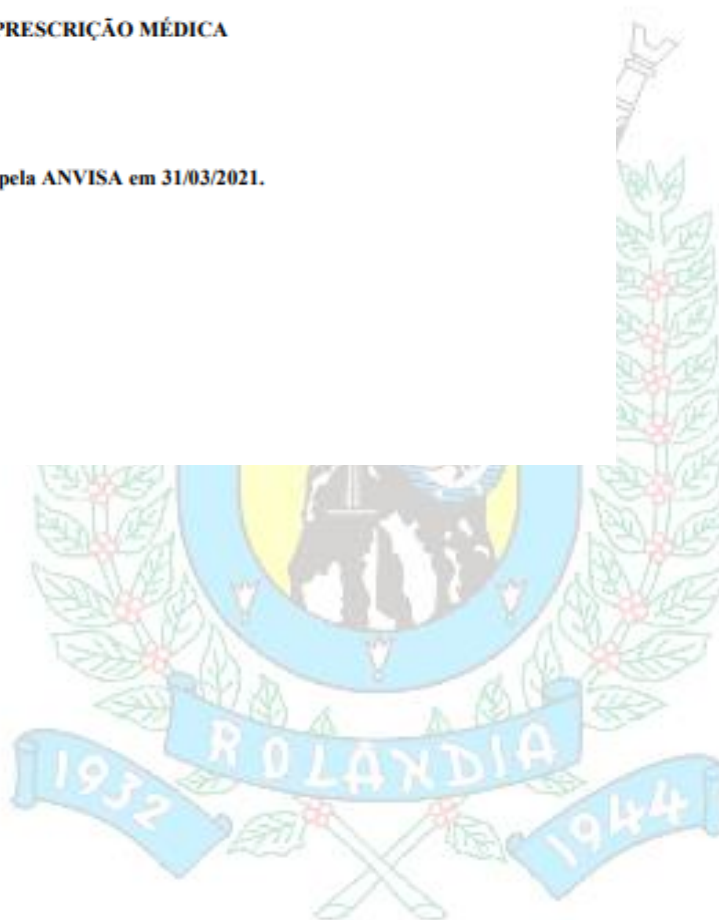 PRESCRIÇÃO MÉDICA
pela ANVISA em 31/03/2021.
ROLÂNDIA
1932
1944